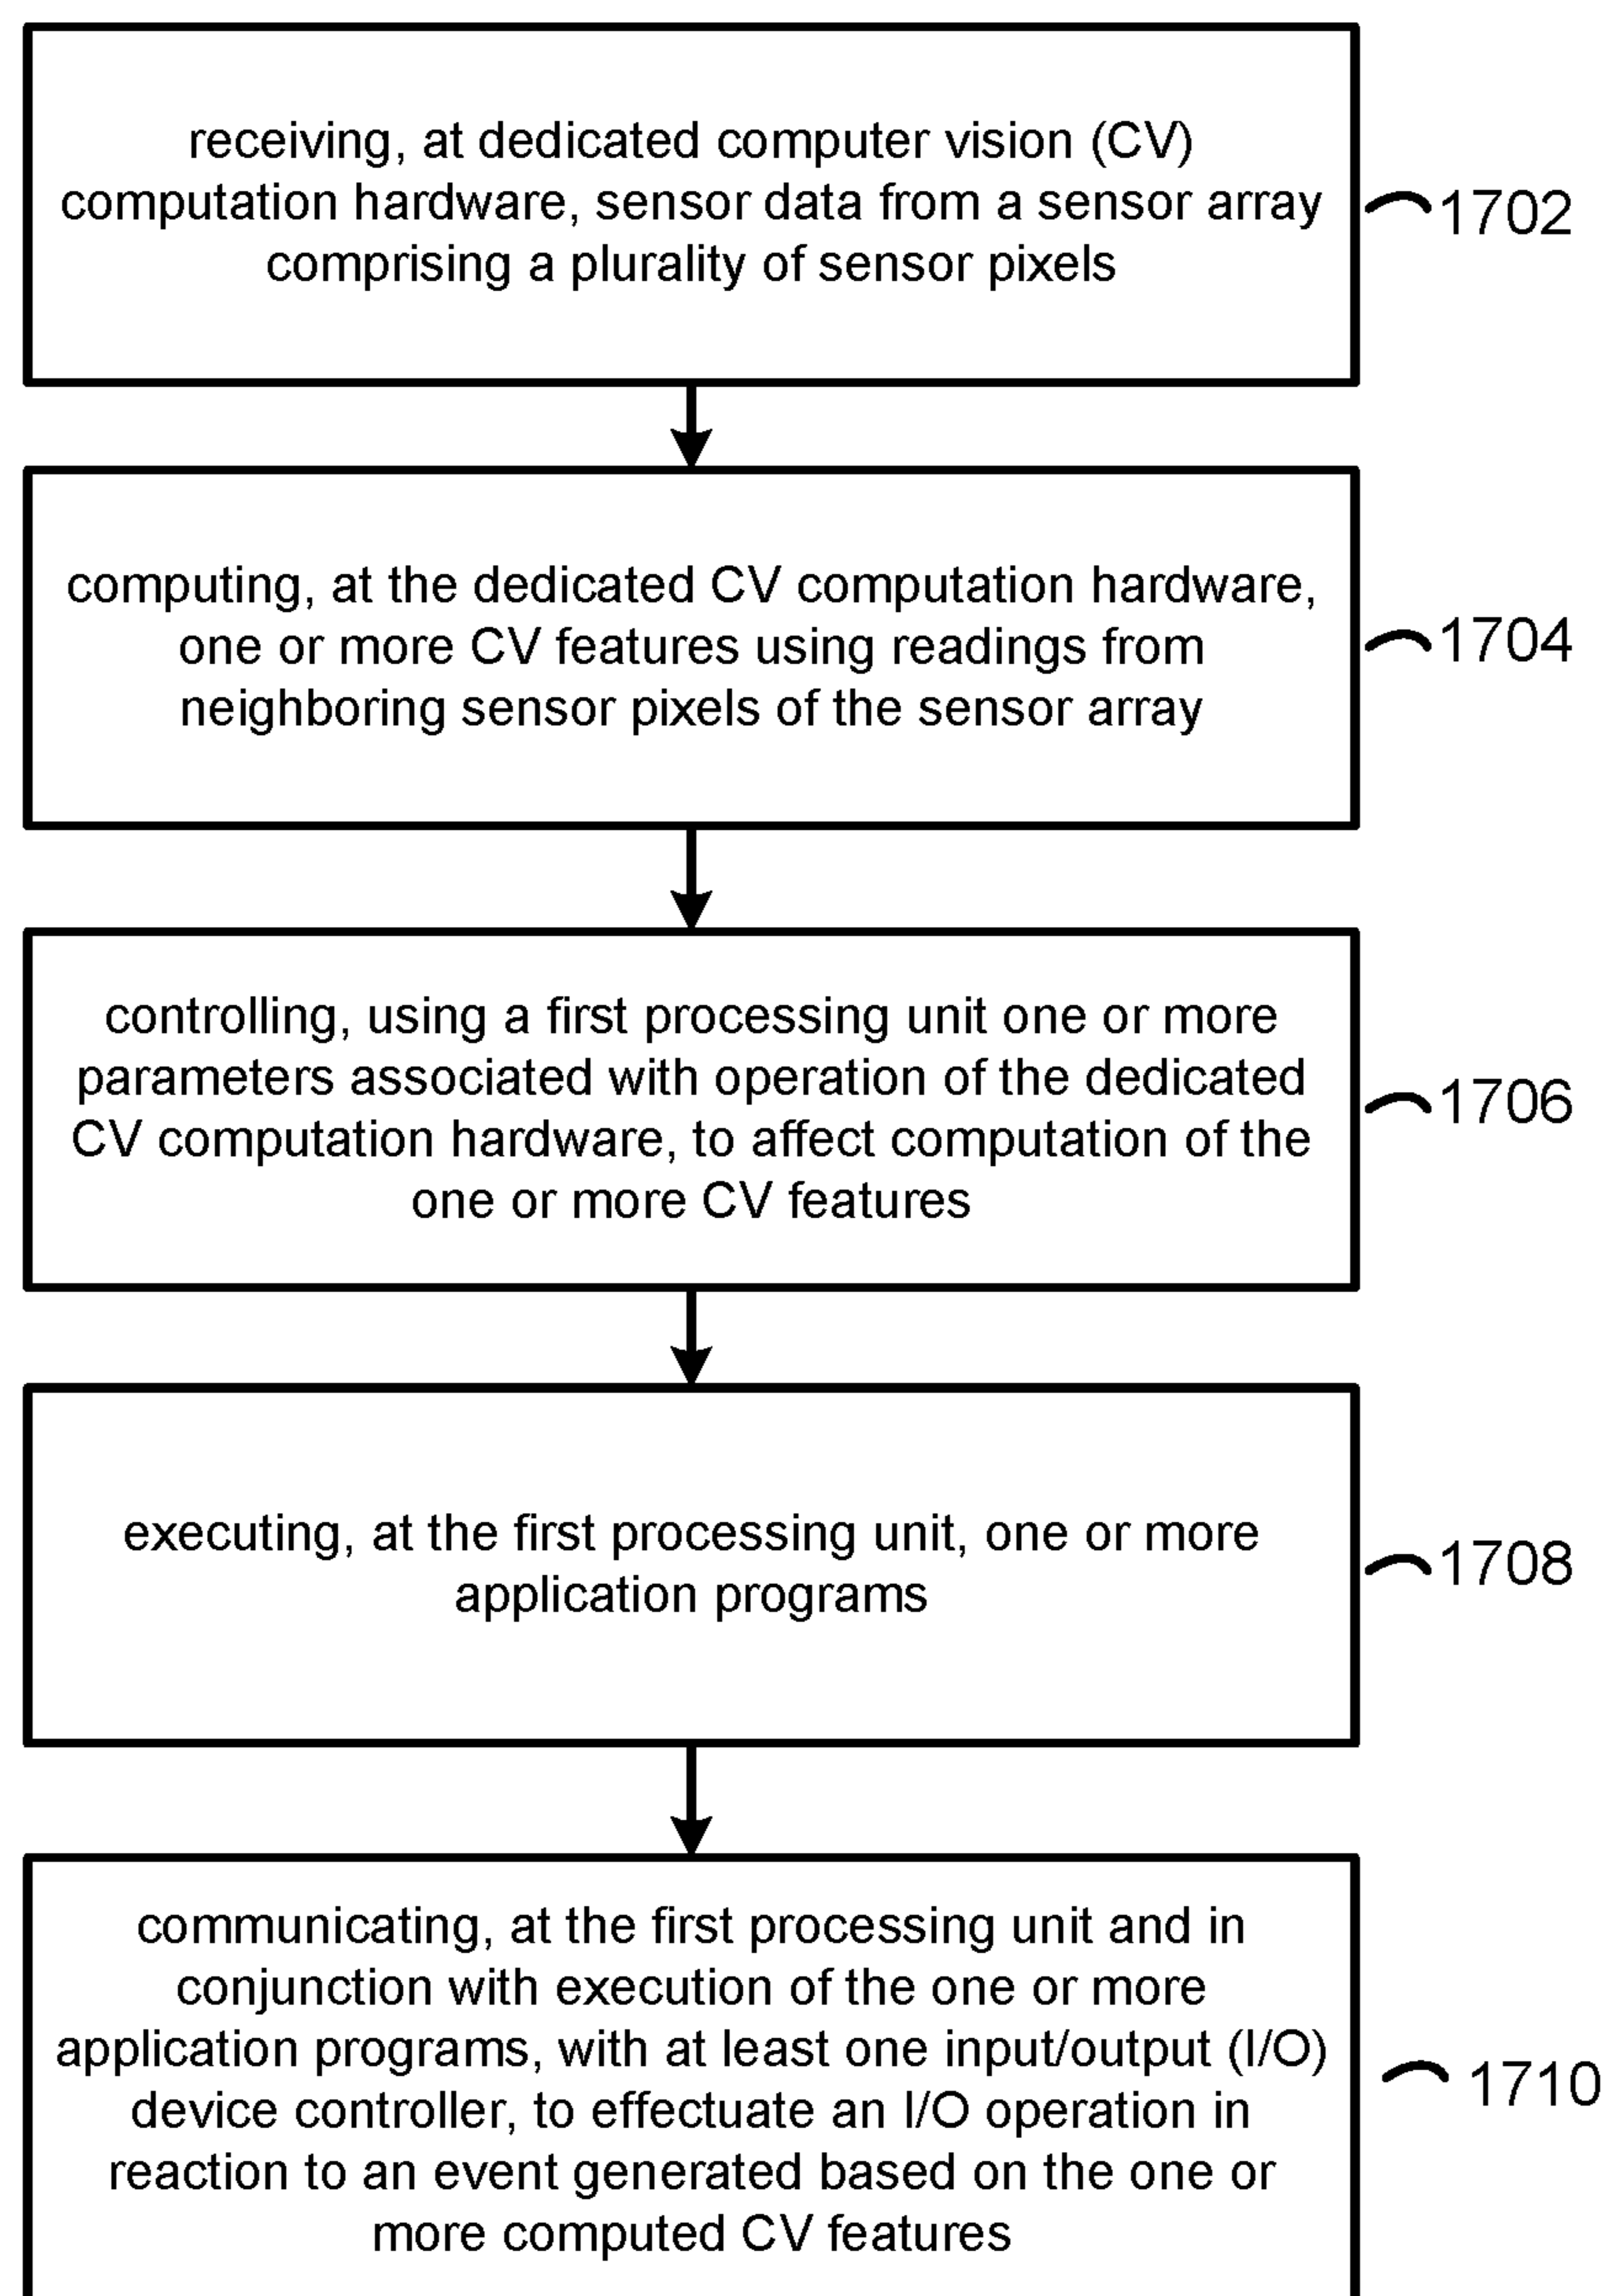 receiving, at dedicated computer vision (CV)
computation hardware, sensor data from a sensor array
comprising a plurality of sensor pixels
1702
computing, at the dedicated CV computation hardware,
one or more CV features using readings from
neighboring sensor pixels of the sensor array
1704
controlling, using a first processing unit one or more
parameters associated with operation of the dedicated
CV computation hardware, to affect computation of the
one or more CV features
1706
executing, at the first processing unit, one or more
application programs
1708
communicating, at the first processing unit and in
conjunction with execution of the one or more
application programs, with at least one input/output (I/O)
device controller, to effectuate an I/O operation in
reaction to an event generated based on the one or
more computed CV features
1710